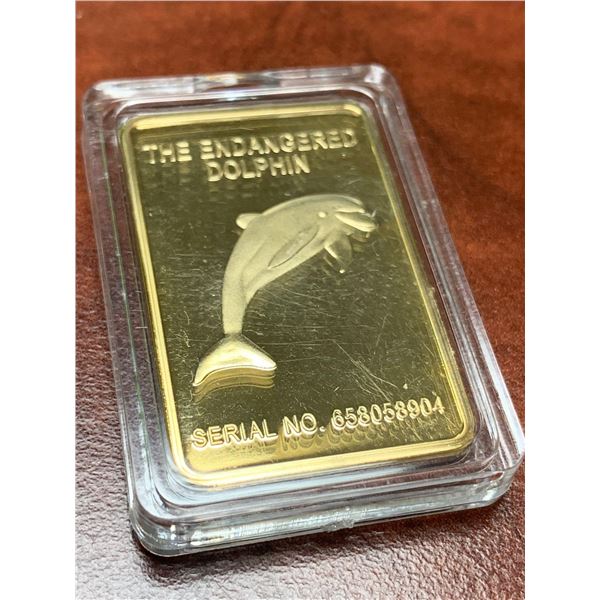 THE ENDANGERED
DOLPHIN
SERIAL NO. 658058904